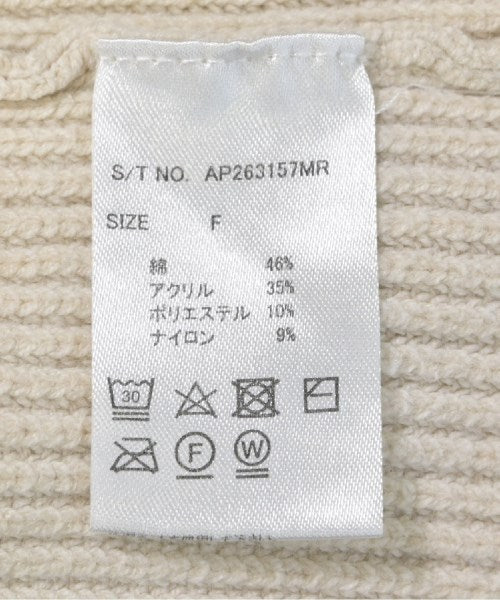 S/T NO. AP263157MR
SIZE F
綿 46%
アクリル 35%
ポリエステル 10%
ナイロン 9%
30
F W